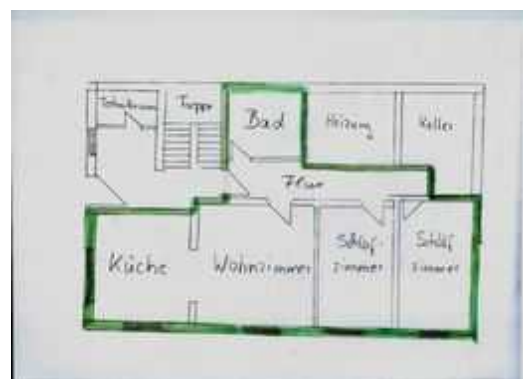 Treppe
Bad
Heizung
Keller
Flur
Küche
Wohnzimmer
Schlaf
zimmer
Schlaf
zimmer